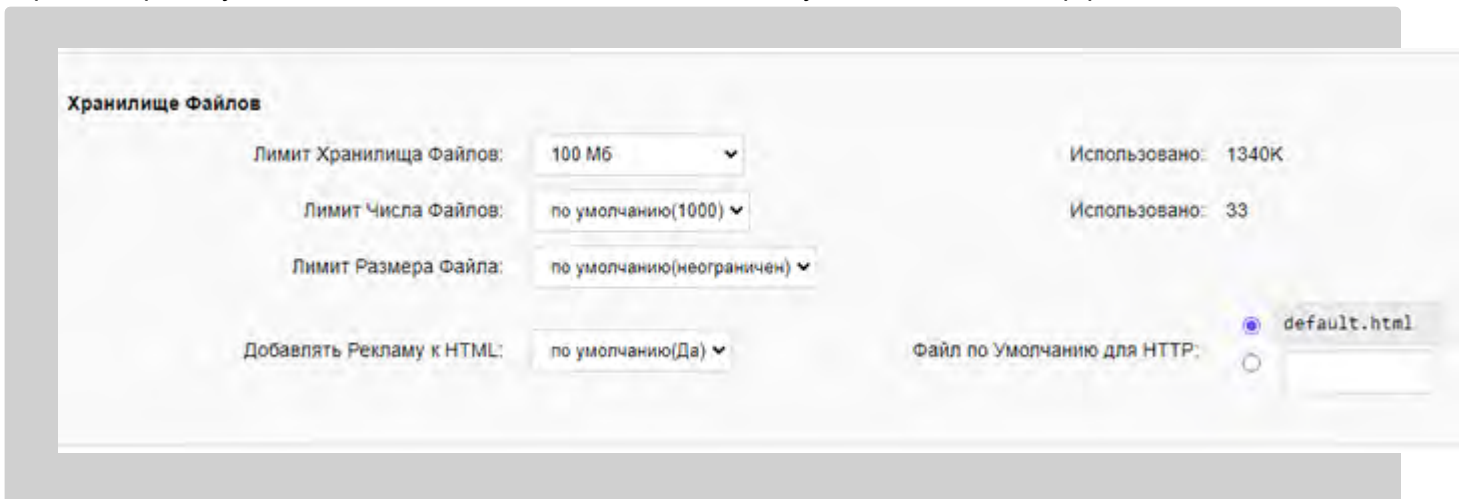 Хранилище Файлов
Лимит Хранилища Файлов: 100 Мб Использовано: 1340K
Лимит Числа Файлов: по умолчанию(1000) Использовано: 33
Лимит Размера Файла: по умолчанию(неограничен)
default.html
Добавлять Рекламу к HTML: по умолчанию(Да) Файл по Умолчанию для HTTP: